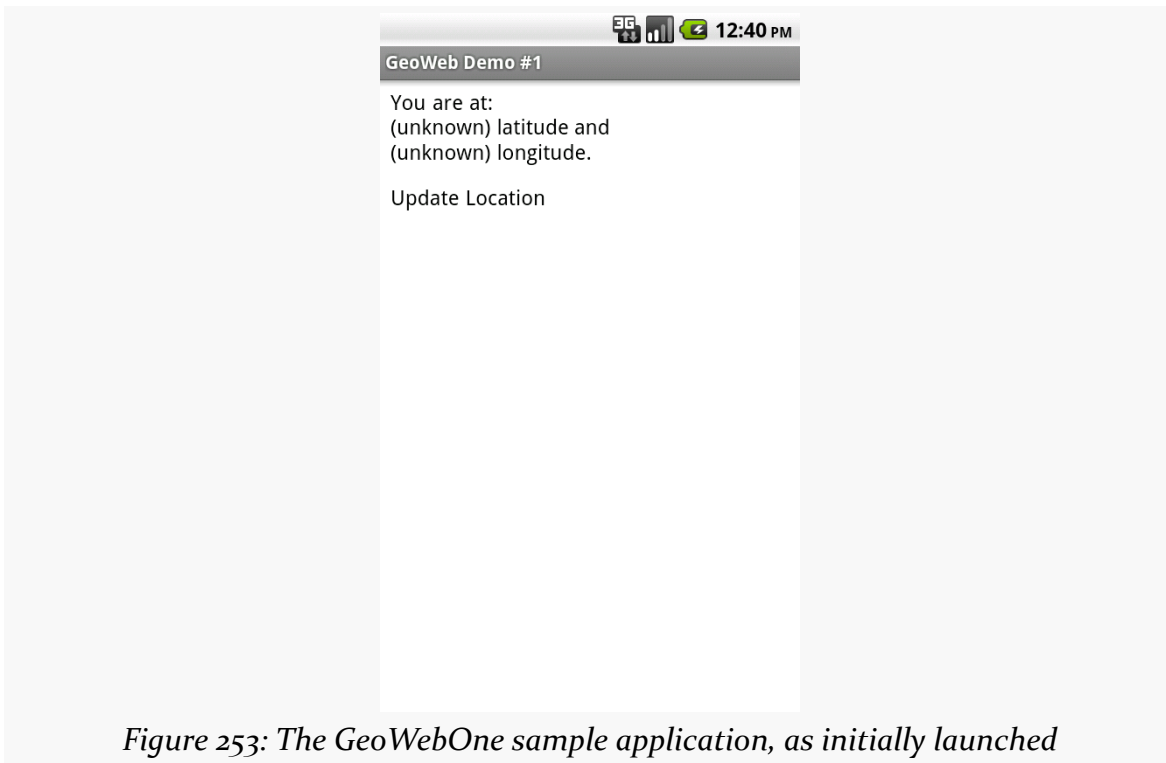 3G 12:40 PM
GeoWeb Demo #1
You are at:
(unknown) latitude and
(unknown) longitude.
Update Location
Figure 253: The GeoWebOne sample application, as initially launched